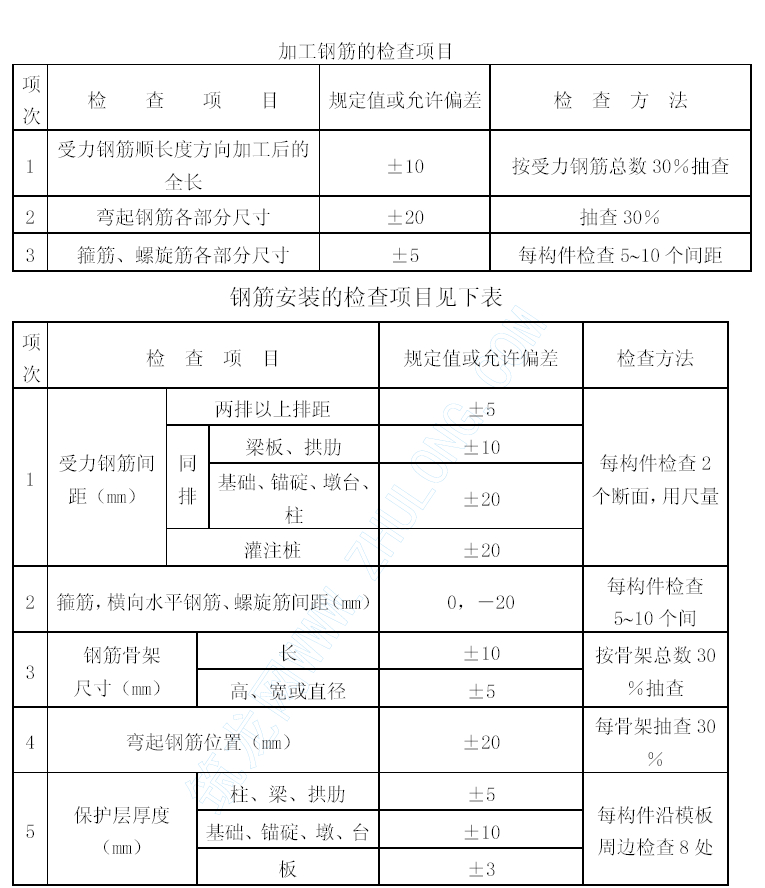 加工钢筋的检查项目
项次 检 查 项 目 规定值或允许偏差 检 查 方 法
1 受力钢筋顺长度方向加工后的全长 ±10 按受力钢筋总数 30％抽查
2 弯起钢筋各部分尺寸 ±20 抽查 30％
3 箍筋、螺旋筋各部分尺寸 ±5 每构件检查 5~10 个间距
钢筋安装的检查项目见下表
项次 检 查 项 目 规定值或允许偏差 检查方法
1 受力钢筋间距（mm） 两排以上排距 ±5 每构件检查 2 个断面，用尺量
同排 梁板、拱肋 ±10
基础、锚碇、墩台、柱 ±20
灌注桩 ±20
2 箍筋，横向水平钢筋、螺旋筋间距（mm） 0，－20 每构件检查 5~10 个间
3 钢筋骨架尺寸（mm） 长 ±10 按骨架总数 30％抽查
高、宽或直径 ±5
4 弯起钢筋位置（mm） ±20 每骨架抽查 30％
5 保护层厚度（mm） 柱、梁、拱肋 ±5 每构件沿模板周边检查 8 处
基础、锚碇、墩、台 ±10
板 ±3
筑龙网WWW.ZHULONG.COM